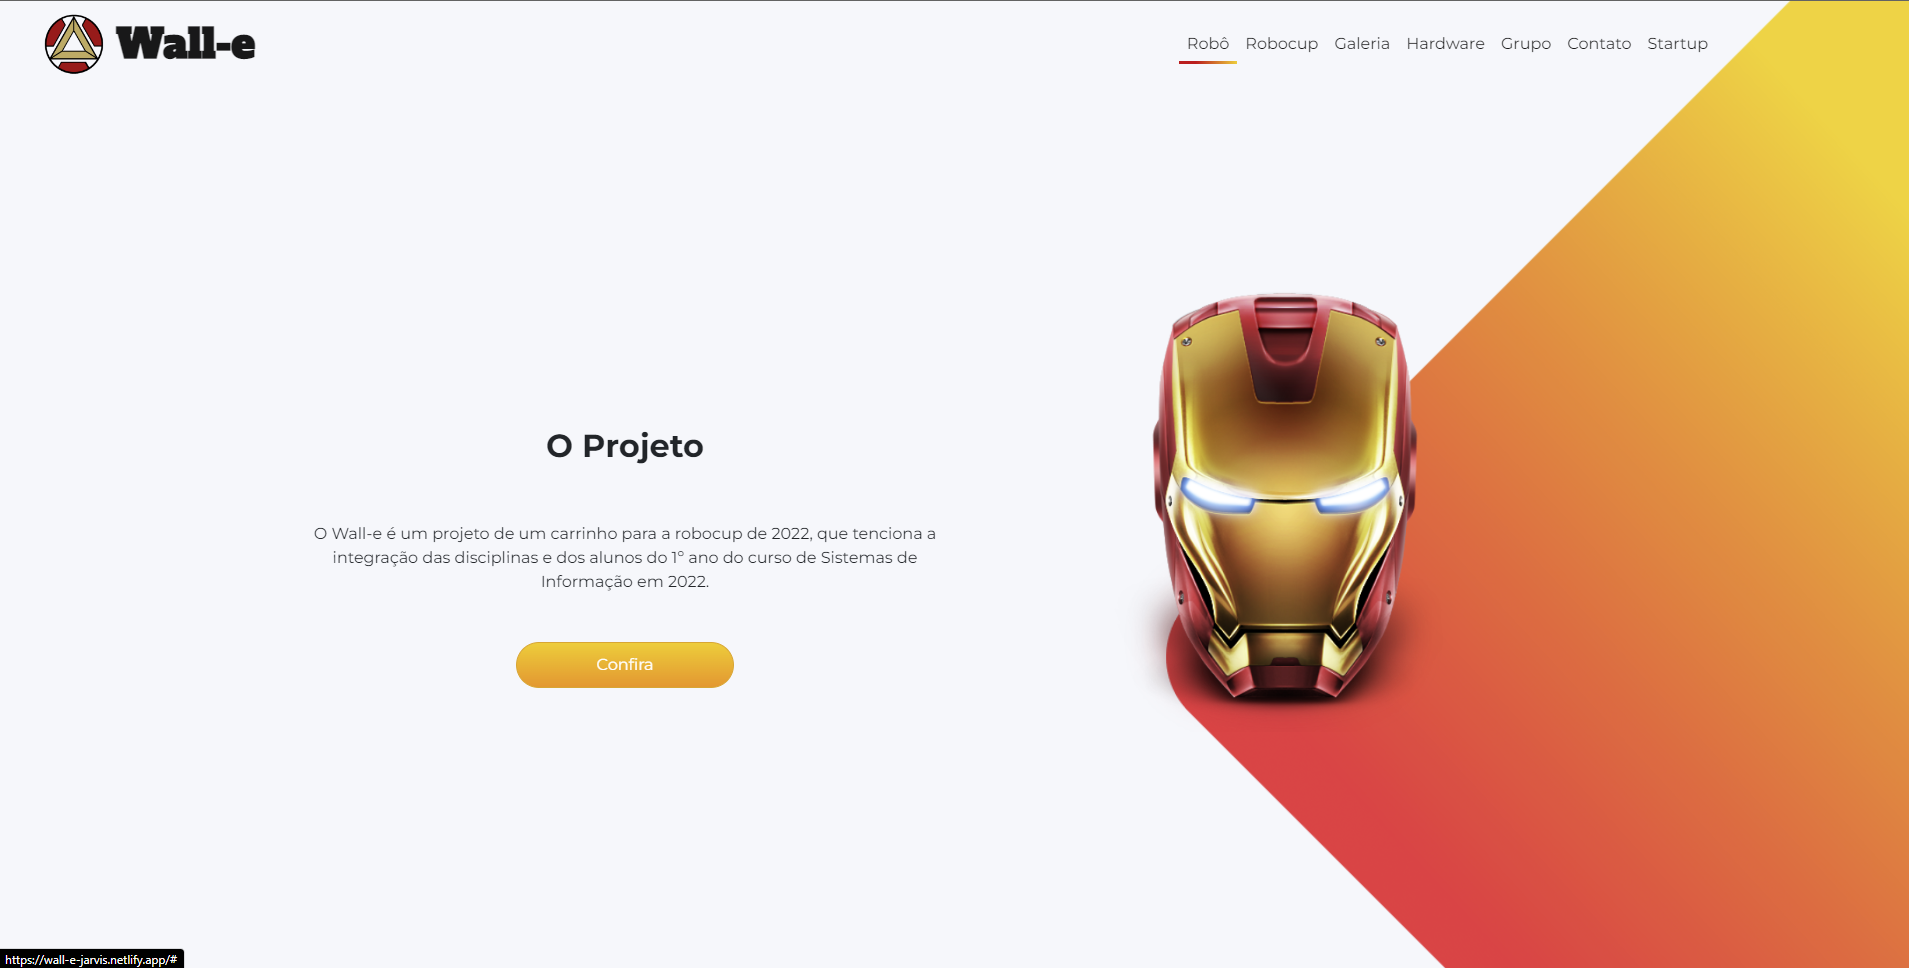 Wall-e
Robô Robocup Galeria Hardware Grupo Contato Startup
O Projeto
O Wall-e é um projeto de um carrinho para a robocup de 2022, que tenciona a
integração das disciplinas e dos alunos do 1º ano do curso de Sistemas de
Informação em 2022.
Confira
https://wall-e-jarvis.netlify.app/#